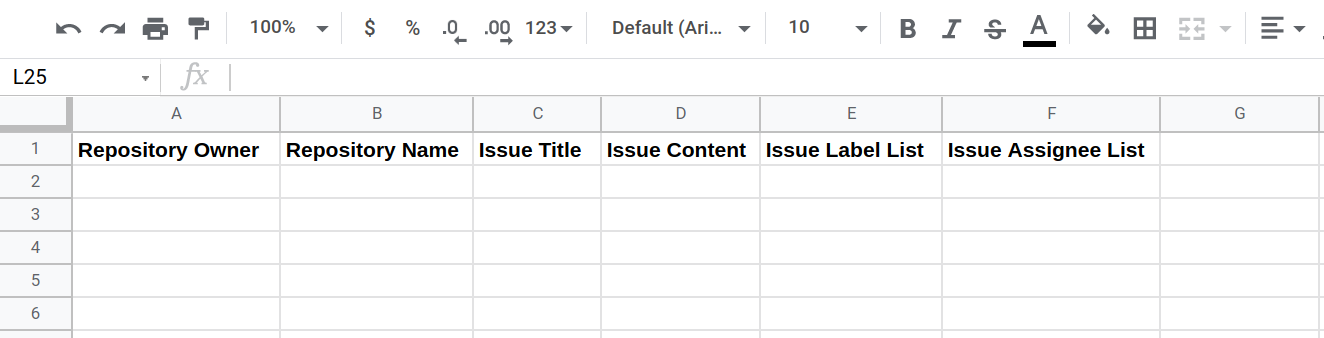 100% $ % .0 .00 123 Default (Ari... 10 B I S A
L25 fx
A B C D E F G
1 Repository Owner Repository Name Issue Title Issue Content Issue Label List Issue Assignee List
2
3
4
5
6